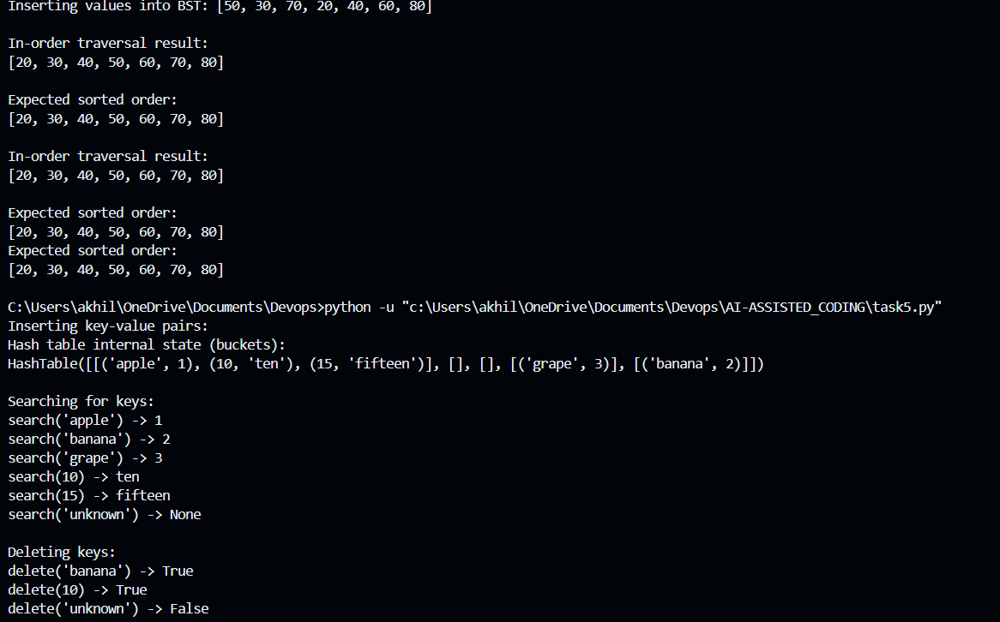 Inserting values into BST: [50, 30, 70, 20, 40, 60, 80]
In-order traversal result:
[20, 30, 40, 50, 60, 70, 80]
Expected sorted order:
[20, 30, 40, 50, 60, 70, 80]
In-order traversal result:
[20, 30, 40, 50, 60, 70, 80]
Expected sorted order:
[20, 30, 40, 50, 60, 70, 80]
Expected sorted order:
[20, 30, 40, 50, 60, 70, 80]
C:\Users\akhil\OneDrive\Documents\Devops>python -u "c:\Users\akhil\OneDrive\Documents\Devops\AI-ASSISTED_CODING\task5.py"
Inserting key-value pairs:
Hash table internal state (buckets):
HashTable([[('apple', 1), (10, 'ten'), (15, 'fifteen')], [], [], [('grape', 3)], [('banana', 2)]])
Searching for keys:
search('apple') -> 1
search('banana') -> 2
search('grape') -> 3
search(10) -> ten
search(15) -> fifteen
search('unknown') -> None
Deleting keys:
delete('banana') -> True
delete(10) -> True
delete('unknown') -> False